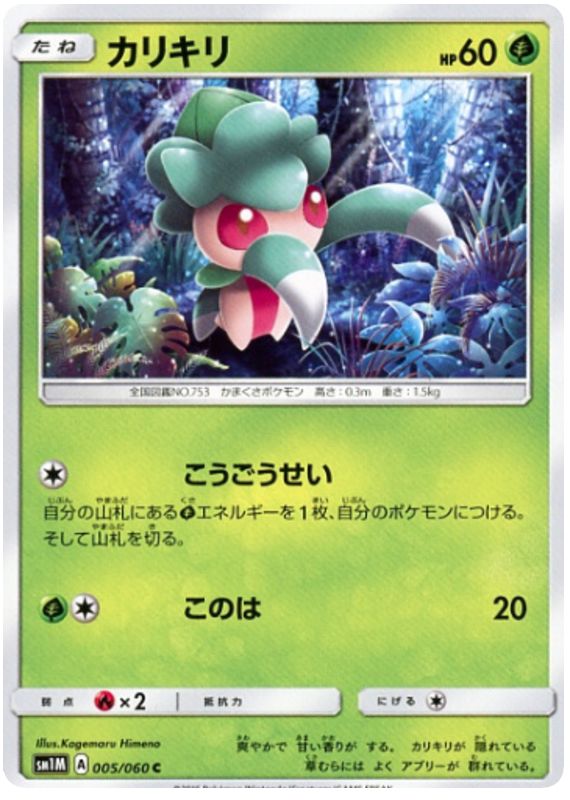 たね カリキリ HP60
全国図鑑NO.753 かまくさポケモン 高さ:0.3m 重さ:1.5kg
こうごうせい
自分の山札にあるエネルギーを1枚、自分のポケモンにつける。
そして山札を切る。
このは 20
弱点 ×2 抵抗力 にげる
Illus.Kagemaru Himeno
SM1M A 005/060 C
爽やかで 甘い香りが する。 カリキリが 隠れている
草むらには よく アブリーが 群れている。